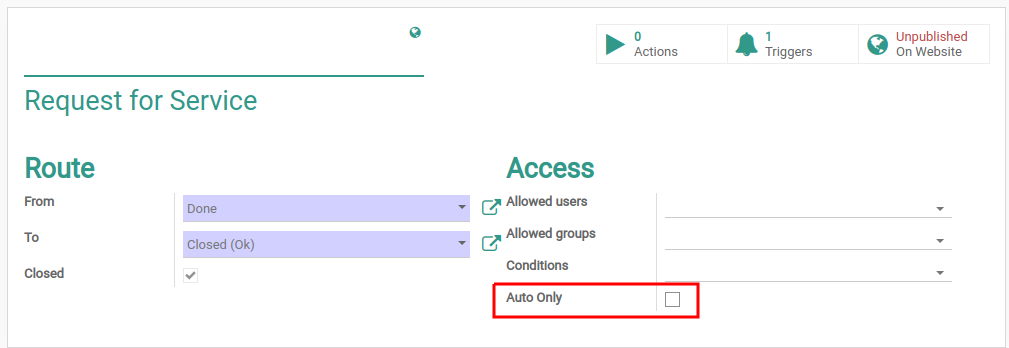 0
Actions
1
Triggers
Unpublished
On Website
Request for Service
Route
From
Done
To
Closed (Ok)
Closed
Access
Allowed users
Allowed groups
Conditions
Auto Only